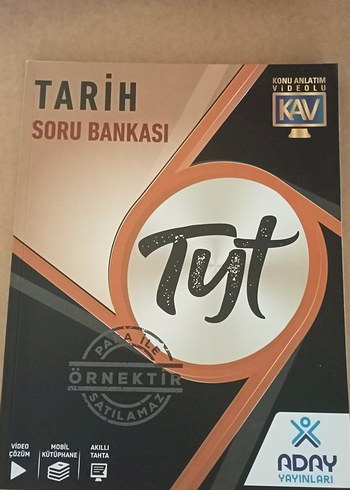 TARİH
SORU BANKASI
KONU ANLATIM
VİDEOLU
KAV
Tyt
PARA İLE
ÖRNEKTİR
SATILAMAZ
VİDEO
ÇÖZÜM
MOBİL
KÜTÜPHANE
AKILLI
TAHTA
ADAY
YAYINLARI